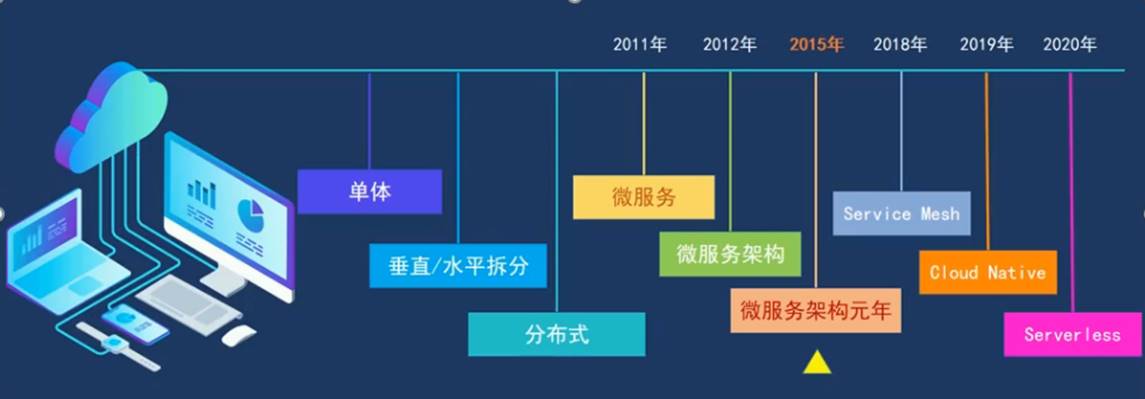 2011年 2012年 2015年 2018年 2019年 2020年
单体
微服务
Service Mesh
垂直/水平拆分
微服务架构
Cloud Native
微服务架构元年
分布式
Serverless